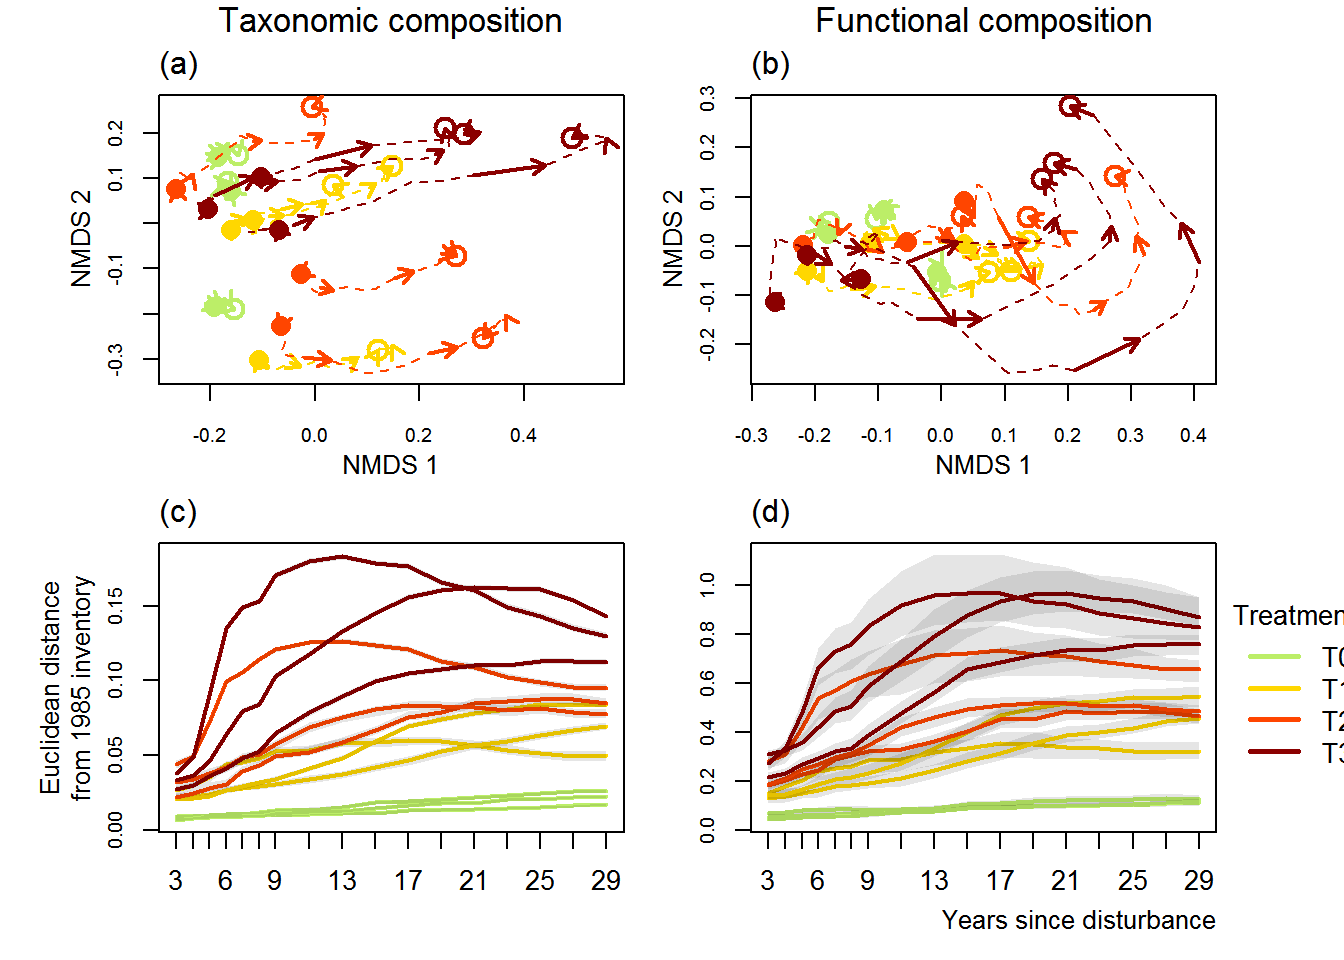 Taxonomic composition
Functional composition
(a)
(b)
NMDS 2
0.2
0.1
-0.1
-0.3
-0.2
0.0
0.2
0.4
NMDS 1
NMDS 2
0.3
0.2
0.1
0.0
-0.1
-0.2
-0.3
-0.2
-0.1
0.0
0.1
0.2
0.3
0.4
NMDS 1
(c)
(d)
Euclidean distance
from 1985 inventory
0.15
0.10
0.05
0.00
3 6 9 13 17 21 25 29
1.0
0.8
0.6
0.4
0.2
0.0
3 6 9 13 17 21 25 29
Years since disturbance
Treatmen
T0
T1
T2
T3